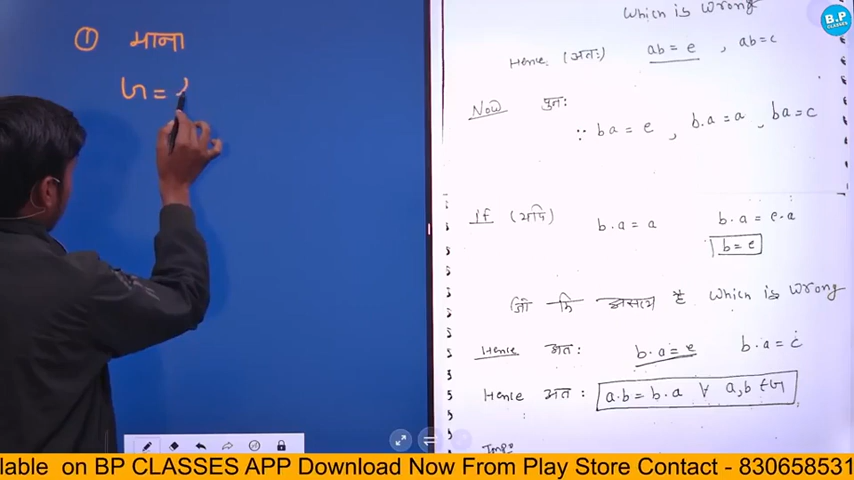 ① माना
G =
Which is Wrong
B.P
CLASSES
Hence (अतः) ab = e , ab = c
Now पुनः
∵ ba = e , b.a = a , ba = c
If (यदि) b.a = a b.a = e.a
b = e
जो कि असत्य है Which is Wrong
Hence अतः b.a = e b.a = c
Hence अतः a.b = b.a ∀ a,b ∈ G
Imp:
lable on BP CLASSES APP Download Now From Play Store Contact - 830658531